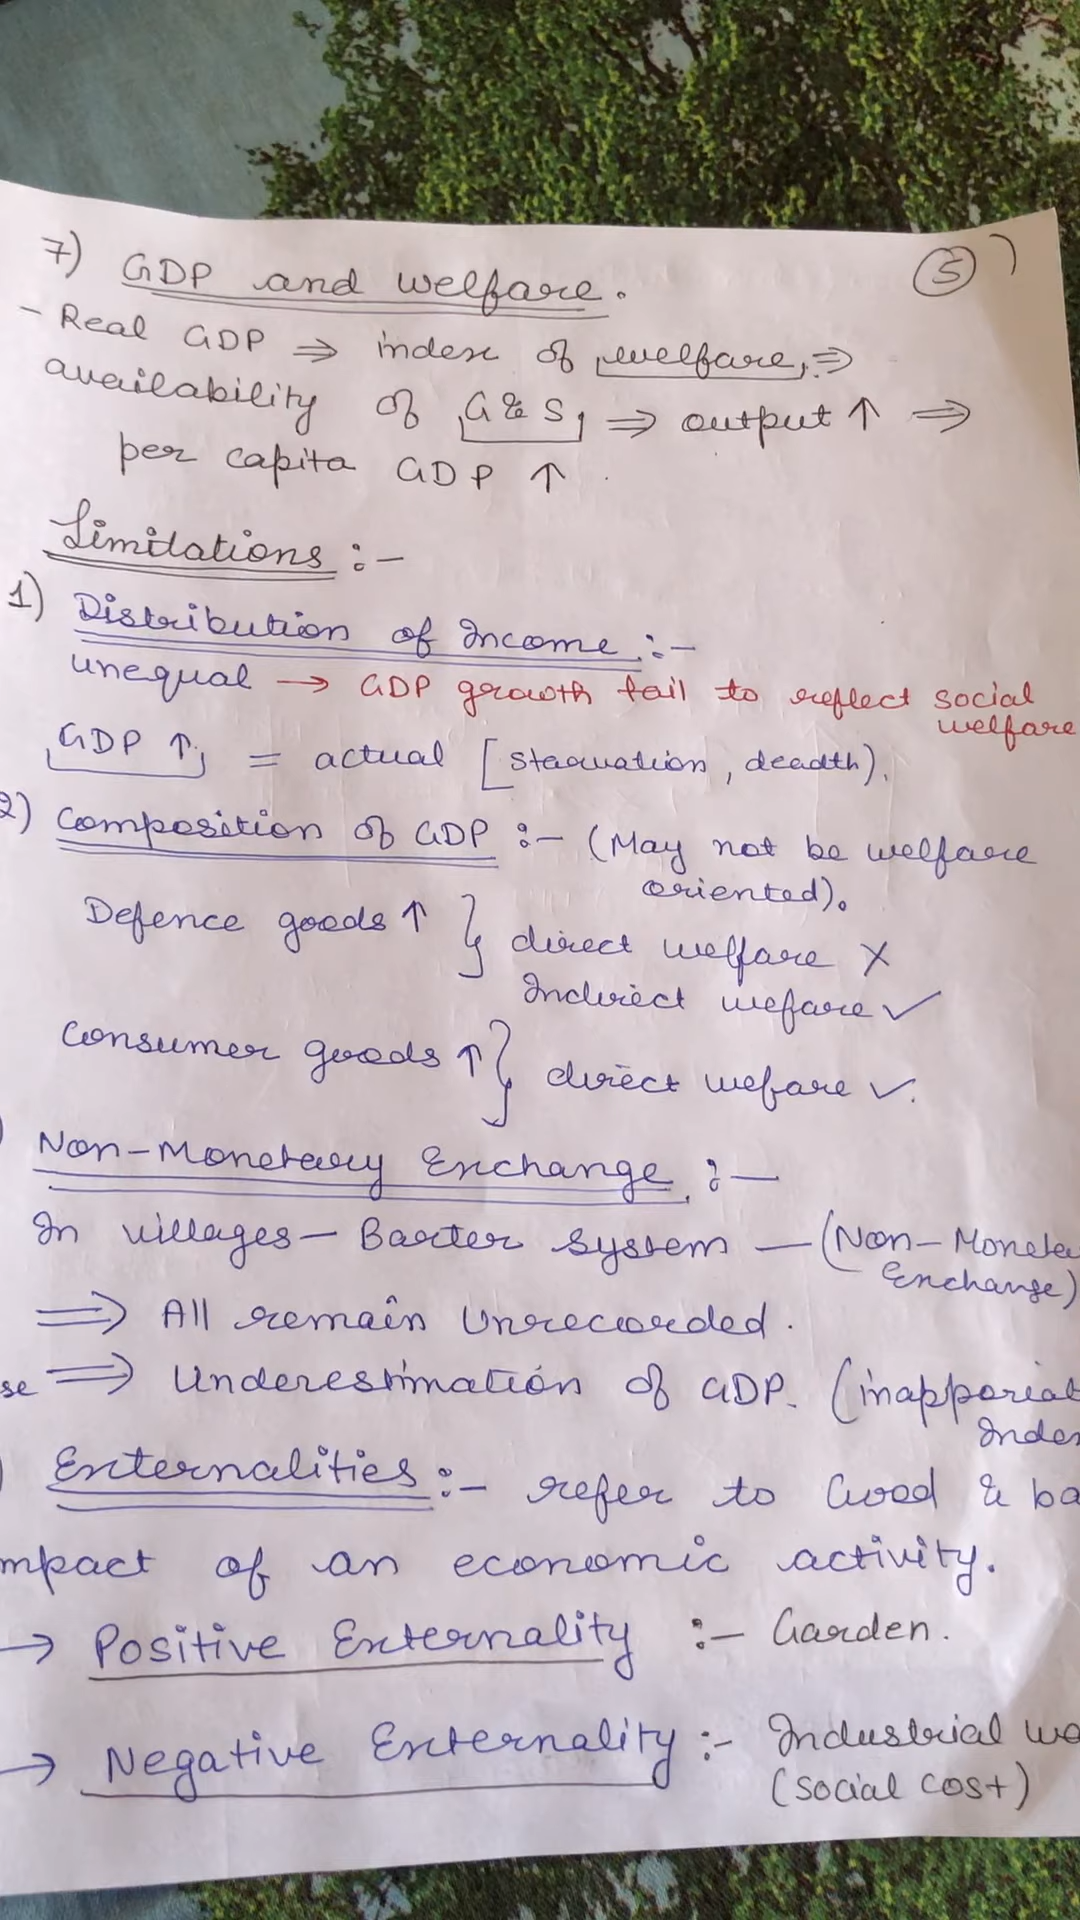 7) GDP and welfare. (5)
- Real GDP ⇒ index of welfare, ⇒
availability of G & S, ⇒ output ↑ ⇒
per capita GDP ↑
Limitations :-
1) Distribution of Income :-
unequal → GDP growth fail to reflect social
welfare
GDP ↑ = actual [starvation, deadth).
2) Composition of GDP :- (May not be welfare
oriented).
Defence goods ↑ } direct welfare X
Indirect wefare ✓
Consumer goods ↑ } direct wefare ✓.
Non-Monetary Exchange :-
In villages - Barter System - (Non-Moneta
Exchange)
⇒ All remain Unrecorded.
se ⇒ Underestimation of GDP. (inapporiat
Index
Externalities :- refer to Good & ba
mpact of an economic activity.
→ Positive Externality :- Garden.
→ Negative Externality :- Industrial wa
(social cost)